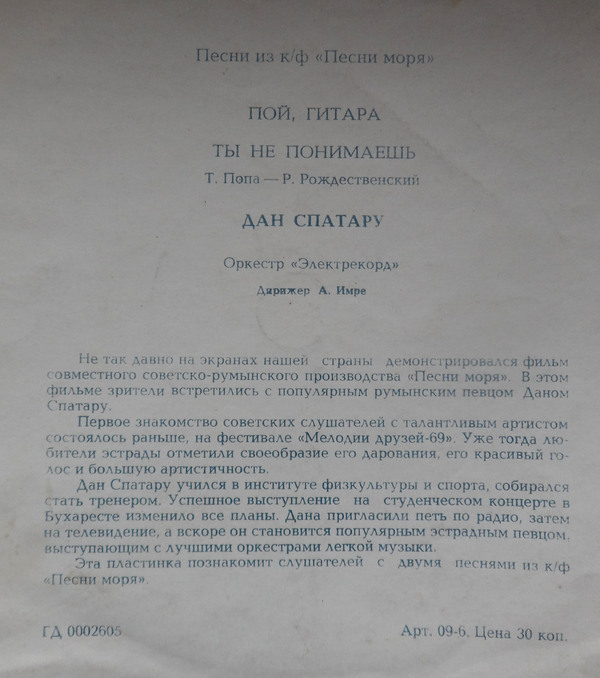 Песни из к/ф «Песни моря»
ПОЙ, ГИТАРА
ТЫ НЕ ПОНИМАЕШЬ
Т. Попа — Р. Рождественский
ДАН СПАТАРУ
Оркестр «Электрекорд»
Дирижер А. Имре
Не так давно на экранах нашей страны демонстрировался фильм
совместного советско-румынского производства «Песни моря». В этом
фильме зрители встретились с популярным румынским певцом Даном
Спатару.
Первое знакомство советских слушателей с талантливым артистом
состоялось раньше, на фестивале «Мелодии друзей-69». Уже тогда лю-
бители эстрады отметили своеобразие его дарования, его красивый го-
лос и большую артистичность.
Дан Спатару учился в институте физкультуры и спорта, собирался
стать тренером. Успешное выступление на студенческом концерте в
Бухаресте изменило все планы. Дана пригласили петь по радио, затем
на телевидение, а вскоре он становится популярным эстрадным певцом,
выступающим с лучшими оркестрами легкой музыки.
Эта пластинка познакомит слушателей с двумя песнями из к/ф
«Песни моря».
ГД 0002605
Арт. 09-6. Цена 30 коп.